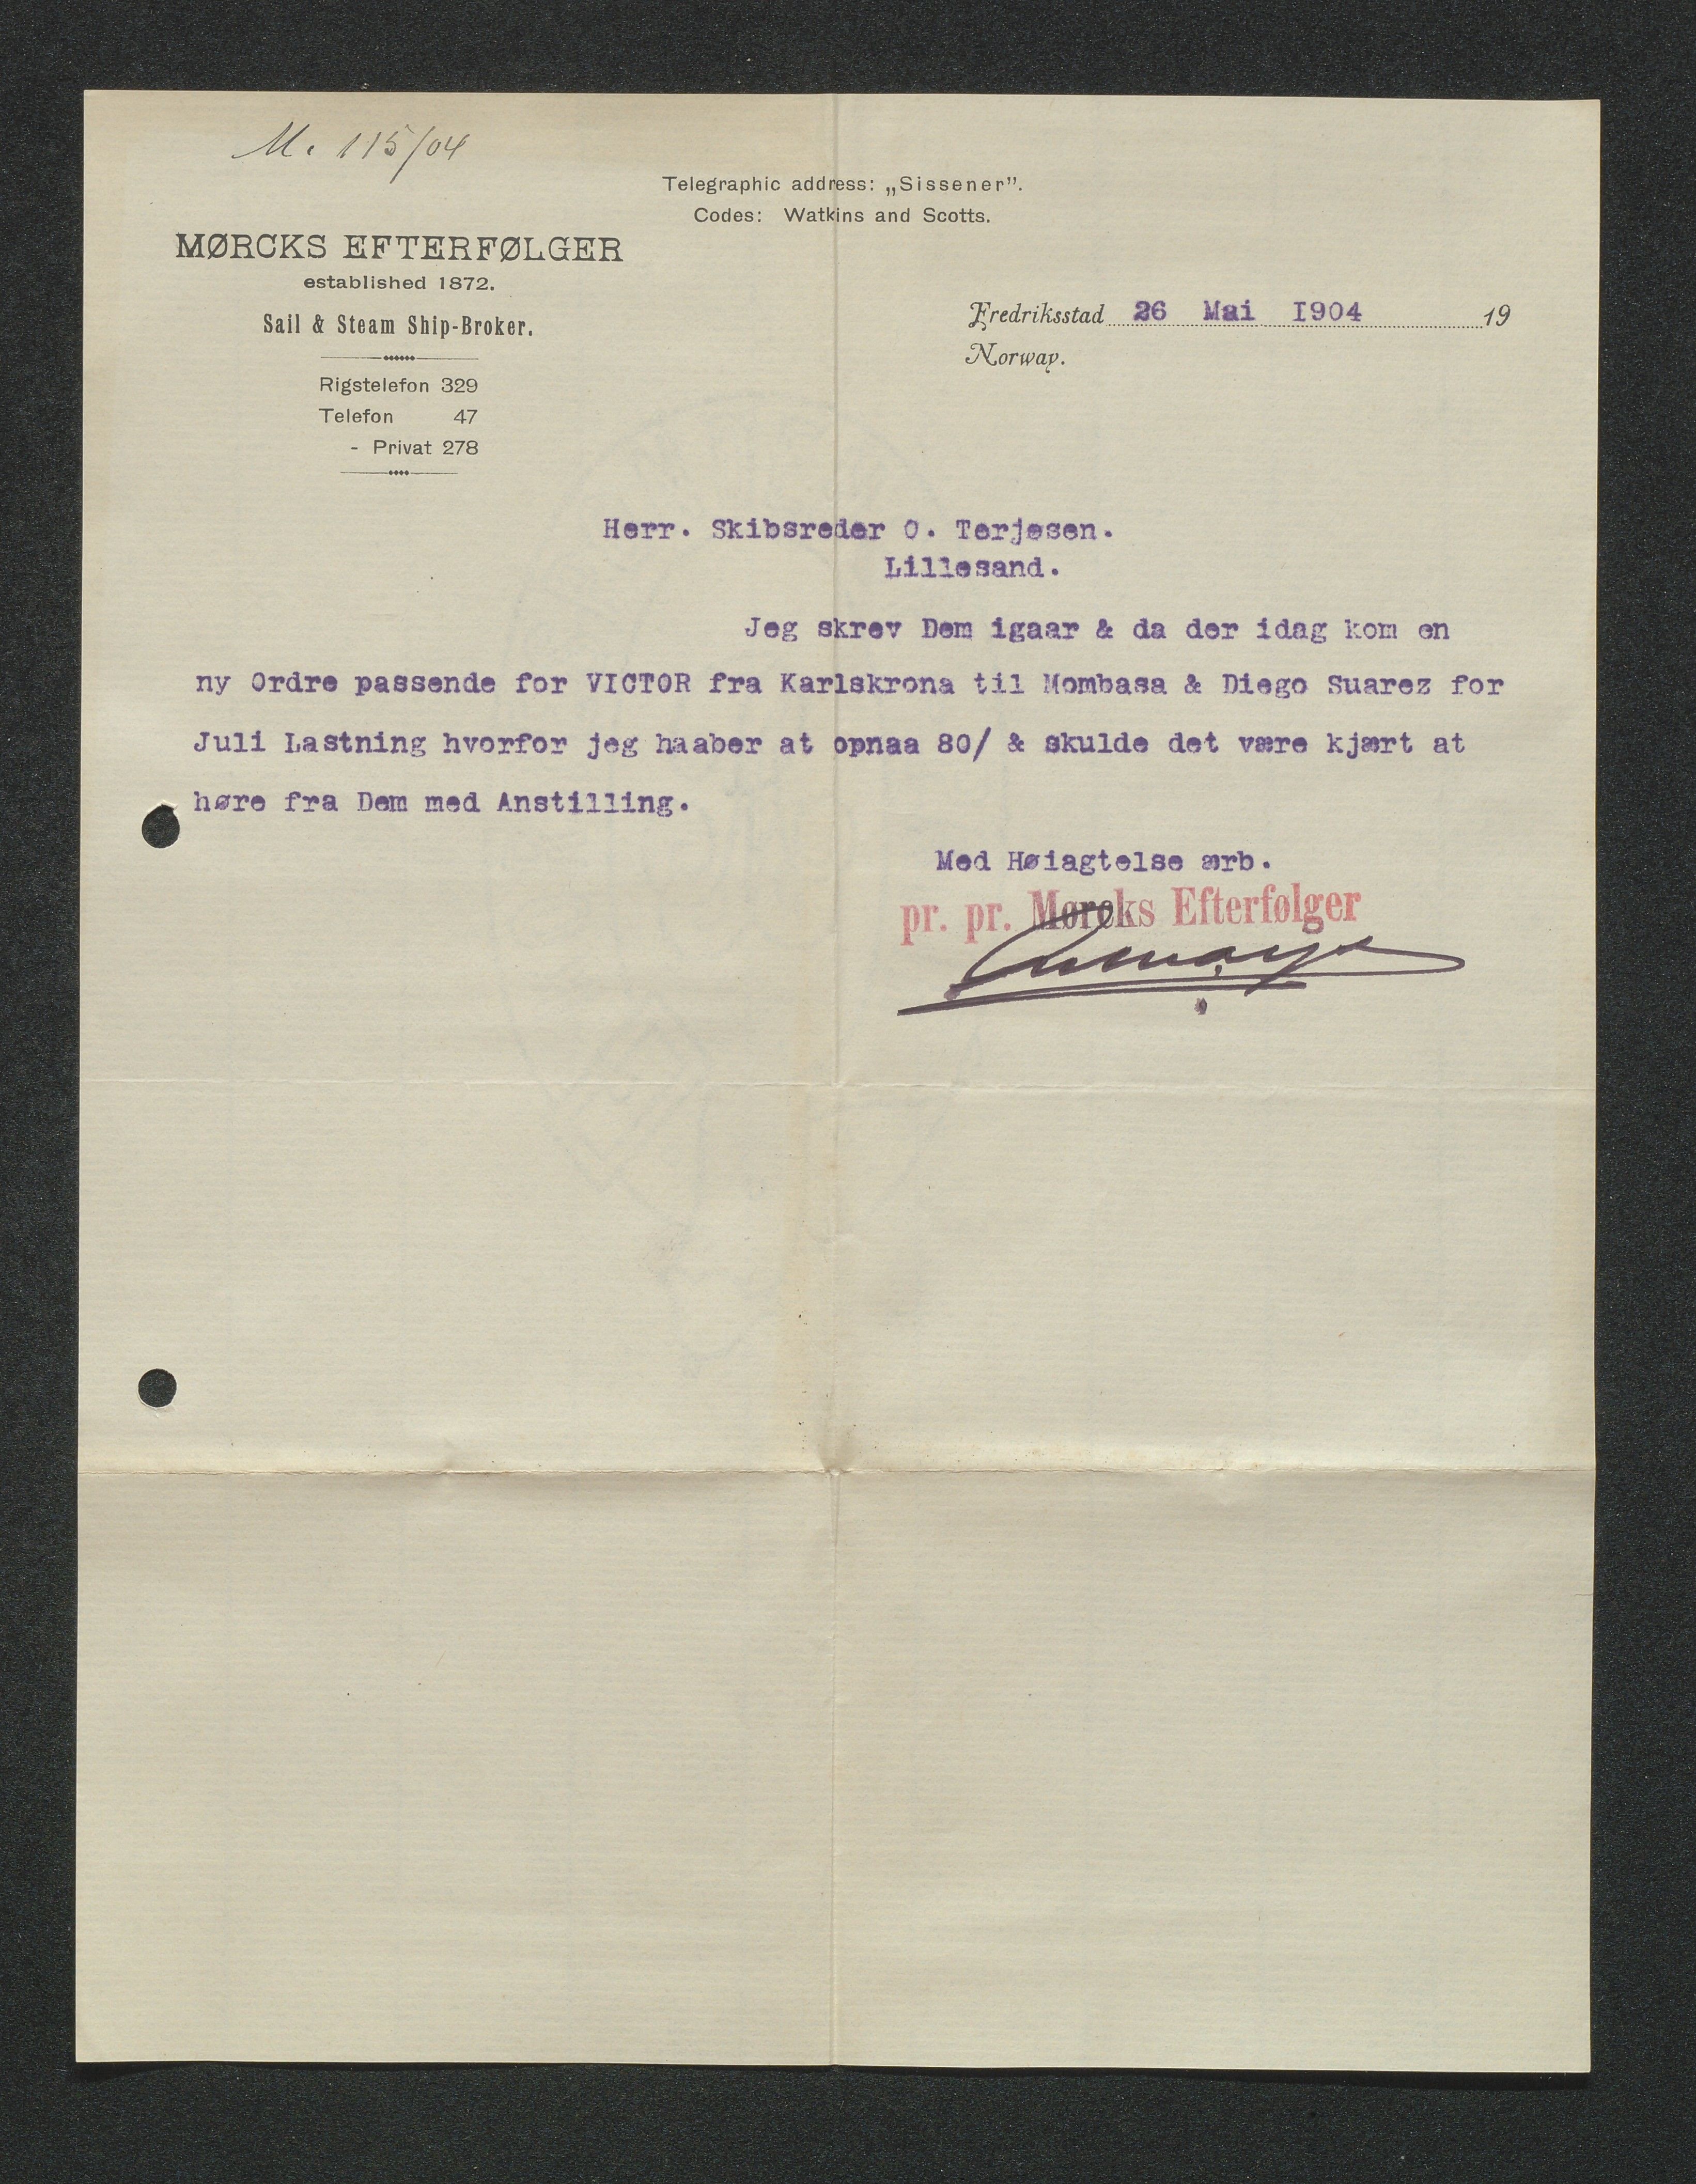 M. 115/04
Telegraphic address: „Sissener".
Codes: Watkins and Scotts.
MØRCKS EFTERFØLGER
established 1872.
Sail & Steam Ship-Broker.
Rigstelefon 329
Telefon 47
- Privat 278
Fredriksstad 26 Mai I904 19
Norway.
Herr. Skibsreder O. Terjesen.
Lillesand.
Jeg skrev Dem igaar & da der idag kom en
ny Ordre passende for VICTOR fra Karlskrona til Mombasa & Diego Suarez for
Juli Lastning hvorfor jeg haaber at opnaa 80/ & skulde det være kjært at
høre fra Dem med Anstilling.
Med Høiagtelse ærb.
pr. pr. Mørcks Efterfølger